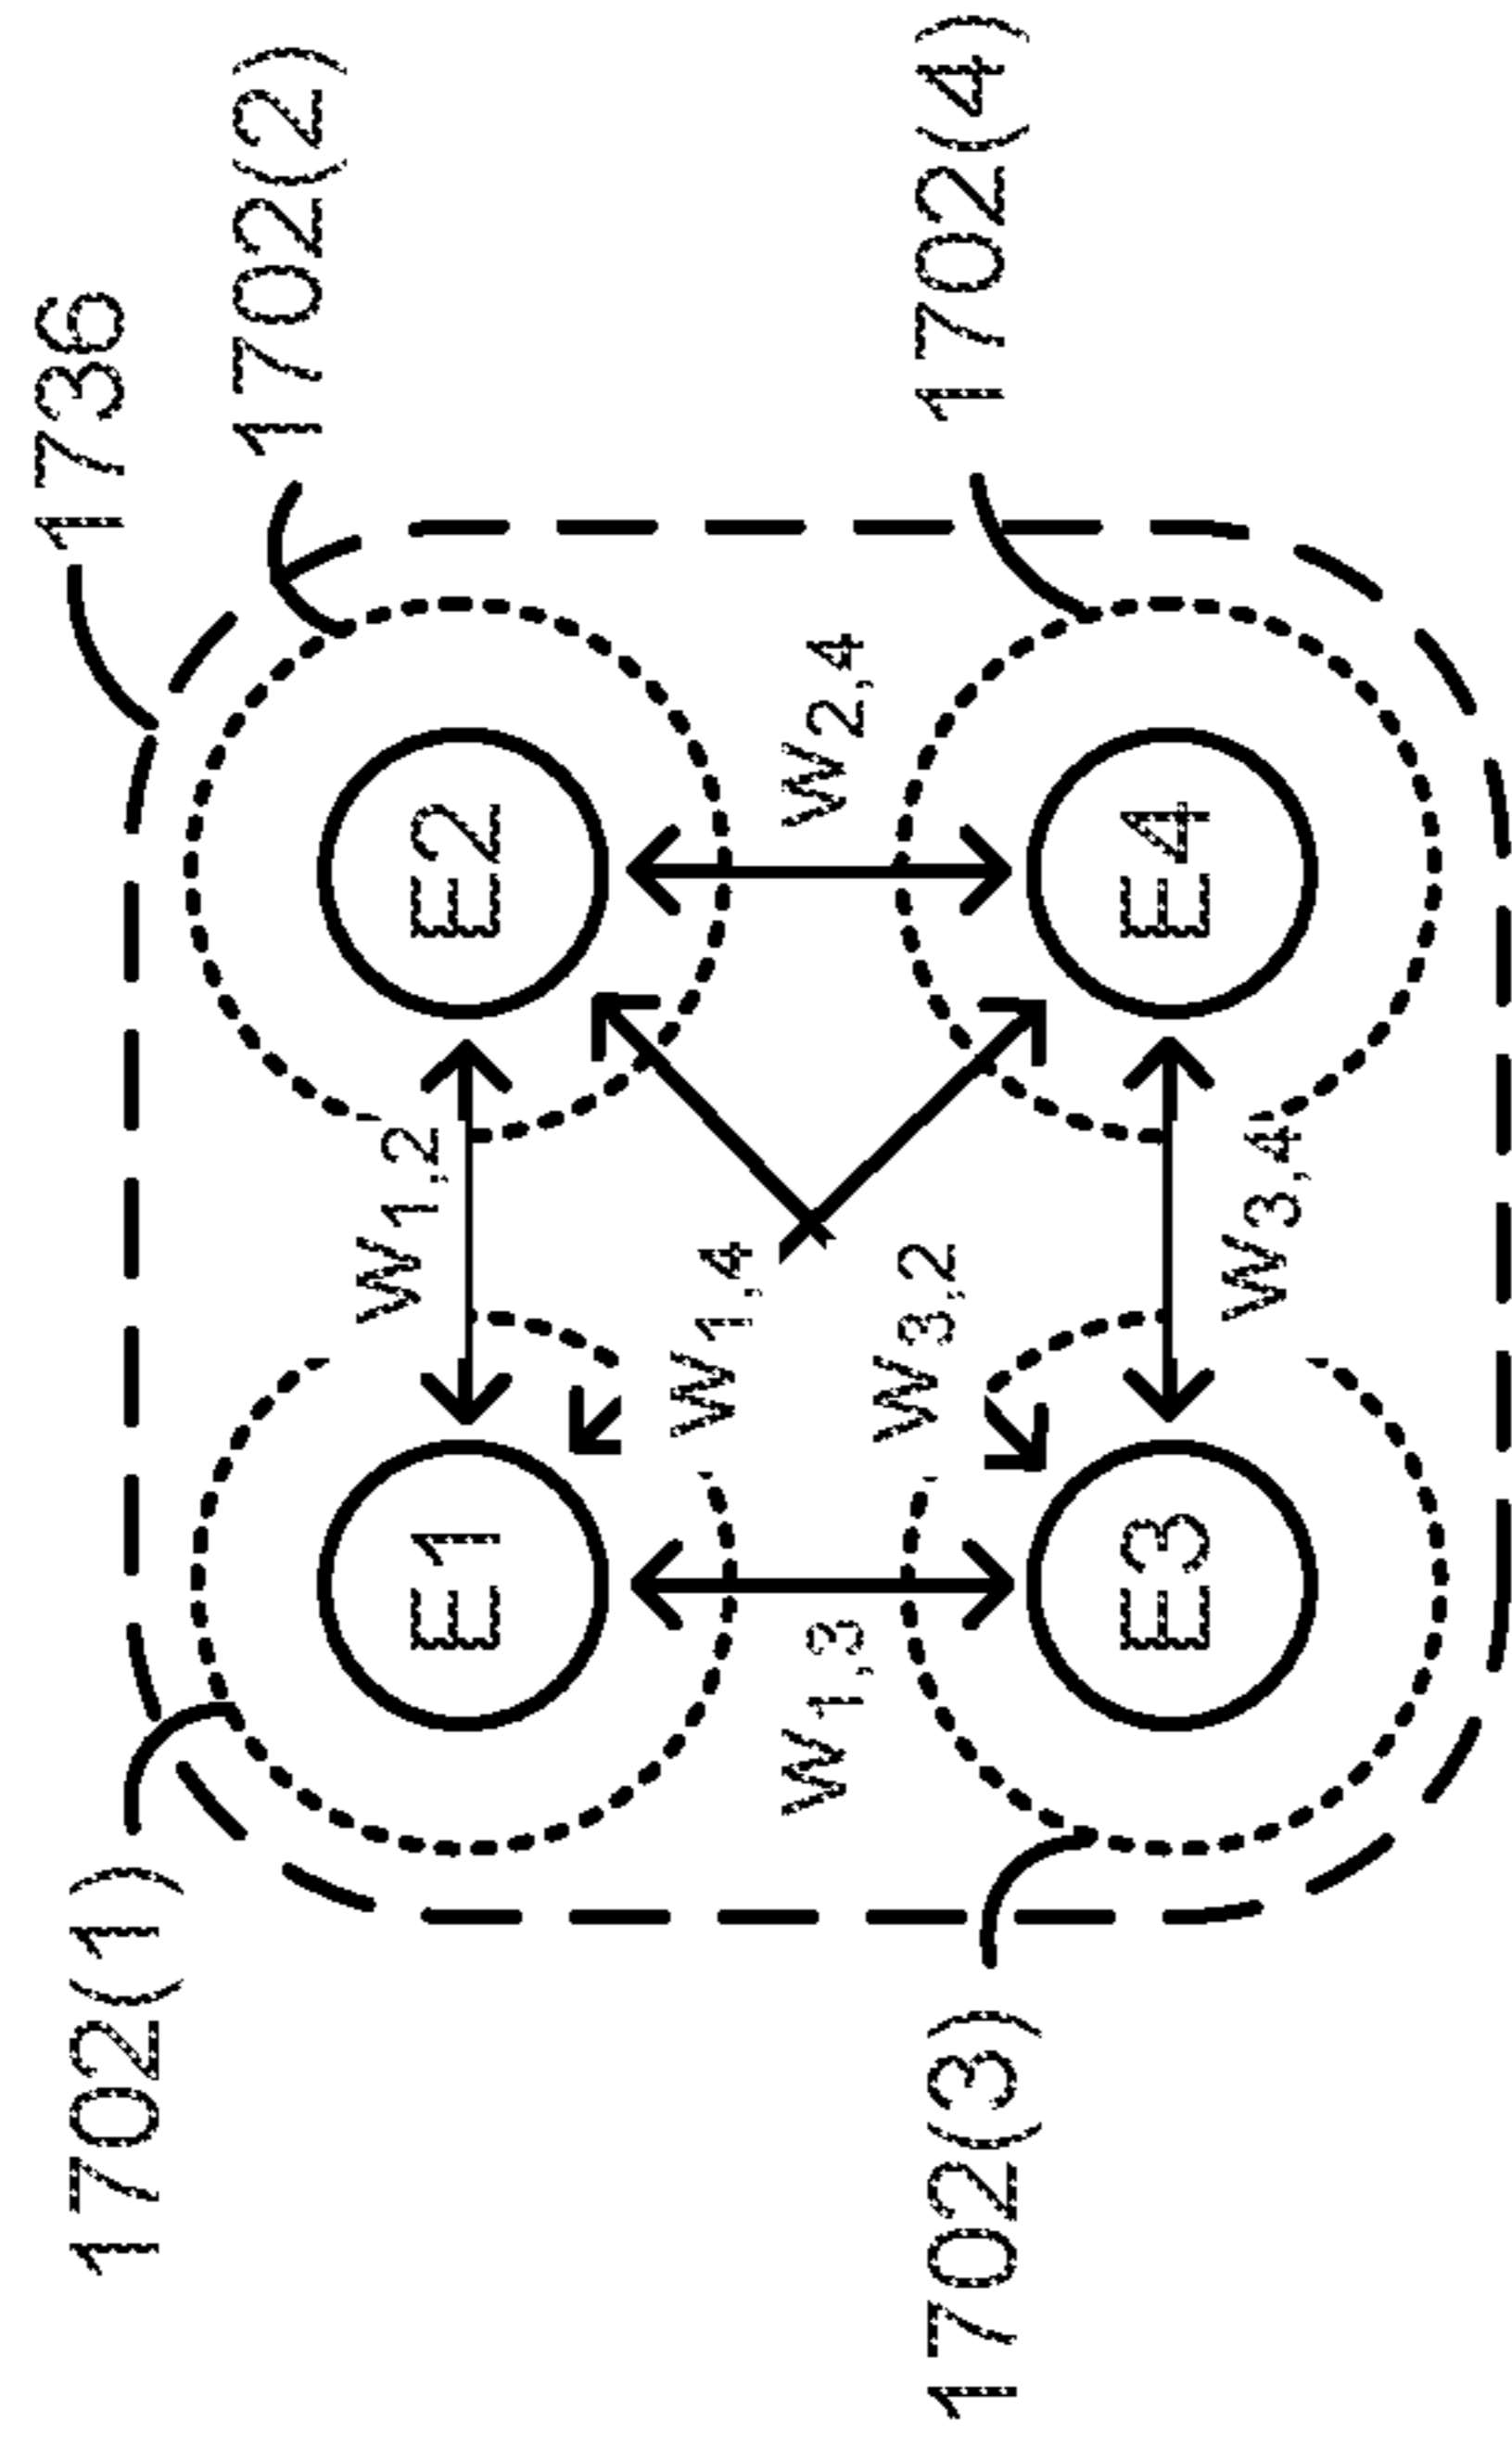 1736
1702(1)
1702(2)
E1
W1,2
E2
W1,4
W1,3
W2,4
W3,2
1702(3)
1702(4)
E3
W3,4
E4